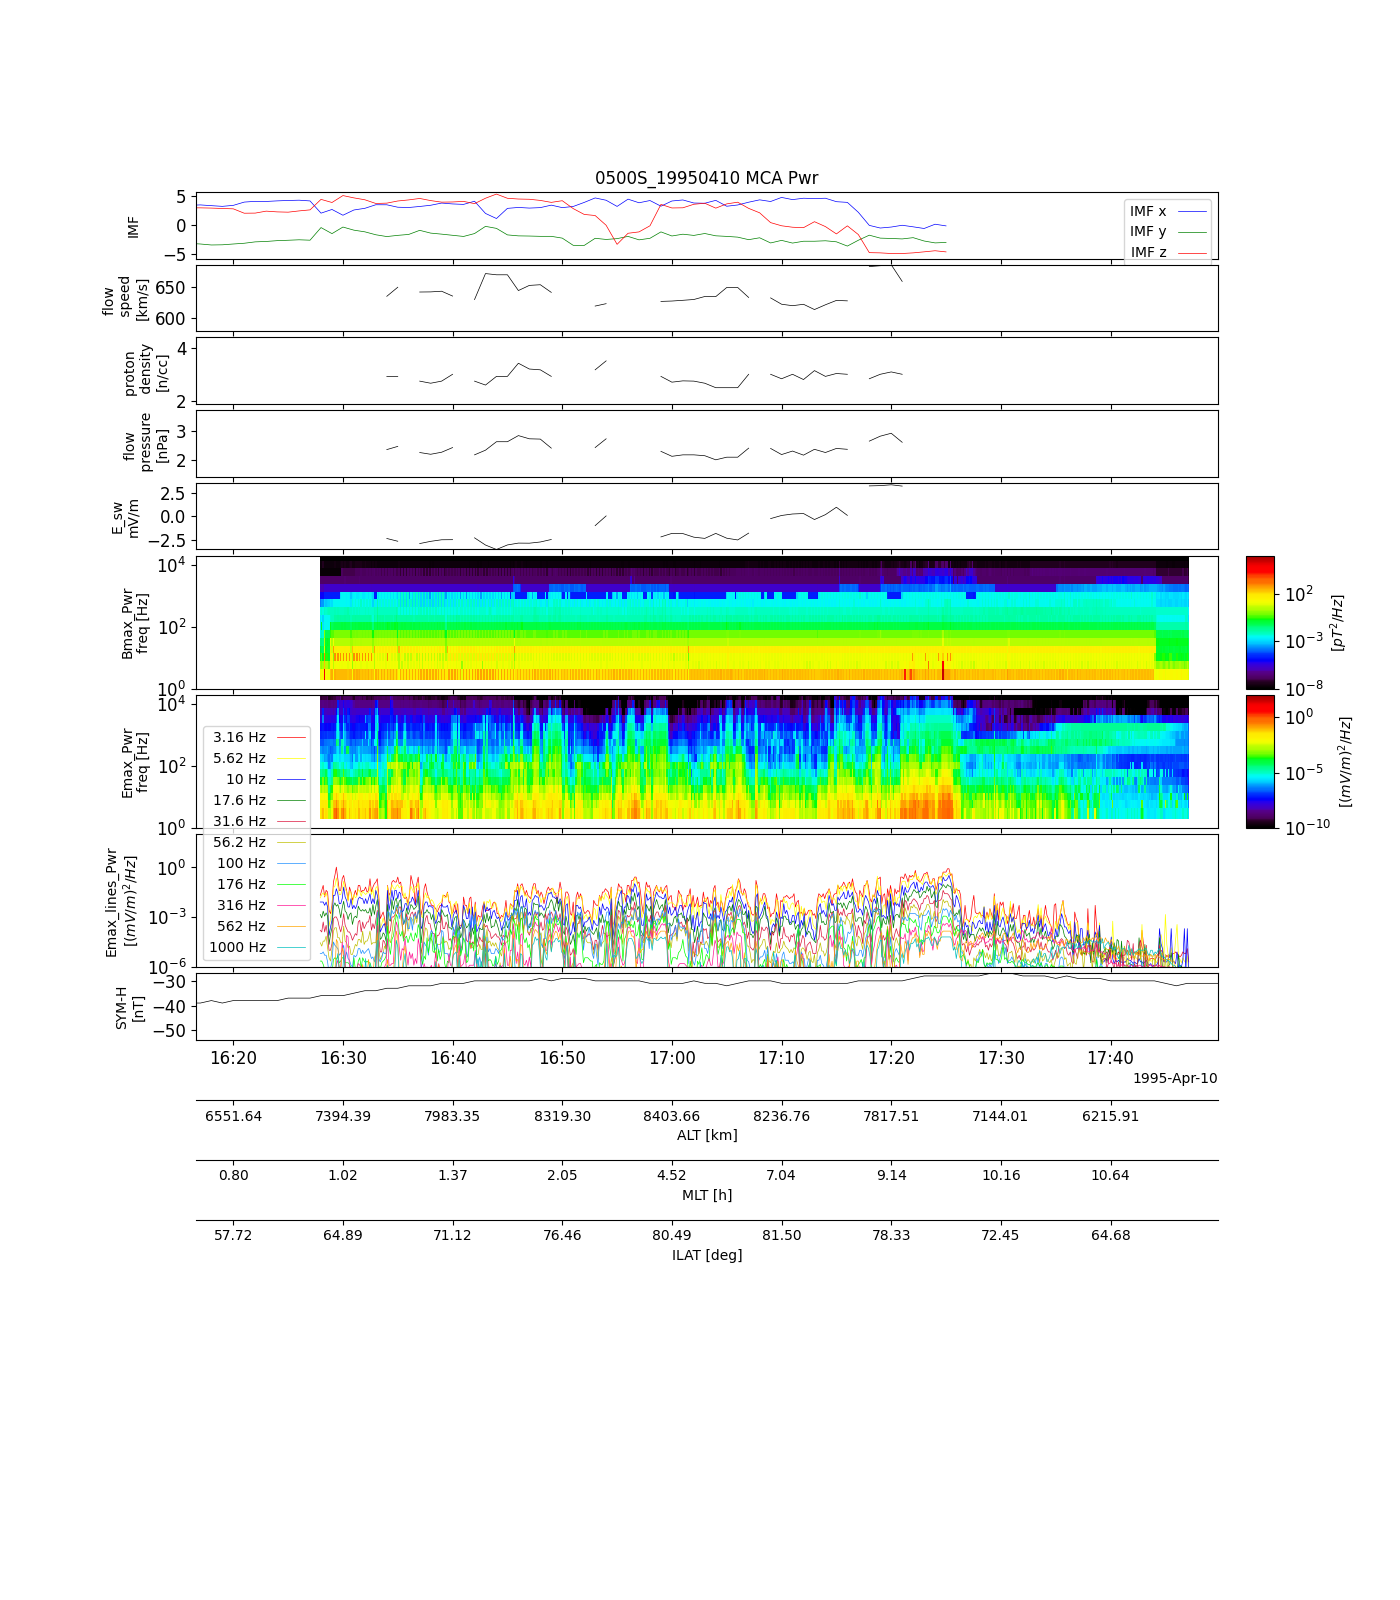 0500S_19950410 MCA Pwr
5
0
−5
IMF
IMF x
IMF y
IMF z
650
600
flow
speed
[km/s]
4
2
proton
density
[n/cc]
3
2
flow
pressure
[nPa]
2.5
0.0
−2.5
E_sw
mV/m
10^4
10^2
10^0
Bmax_Pwr
freq [Hz]
10^2
10^−3
10^−8
[pT^2/Hz]
10^4
10^2
10^0
Emax_Pwr
freq [Hz]
10^0
10^−5
10^−10
[(mV/m)^2/Hz]
3.16 Hz
5.62 Hz
10 Hz
17.6 Hz
31.6 Hz
56.2 Hz
100 Hz
176 Hz
316 Hz
562 Hz
1000 Hz
10^0
10^−3
10^−6
Emax_lines_Pwr
[(mV/m)^2/Hz]
−30
−40
−50
SYM-H
[nT]
16:20 16:30 16:40 16:50 17:00 17:10 17:20 17:30 17:40
1995-Apr-10
6551.64 7394.39 7983.35 8319.30 8403.66 8236.76 7817.51 7144.01 6215.91
ALT [km]
0.80 1.02 1.37 2.05 4.52 7.04 9.14 10.16 10.64
MLT [h]
57.72 64.89 71.12 76.46 80.49 81.50 78.33 72.45 64.68
ILAT [deg]